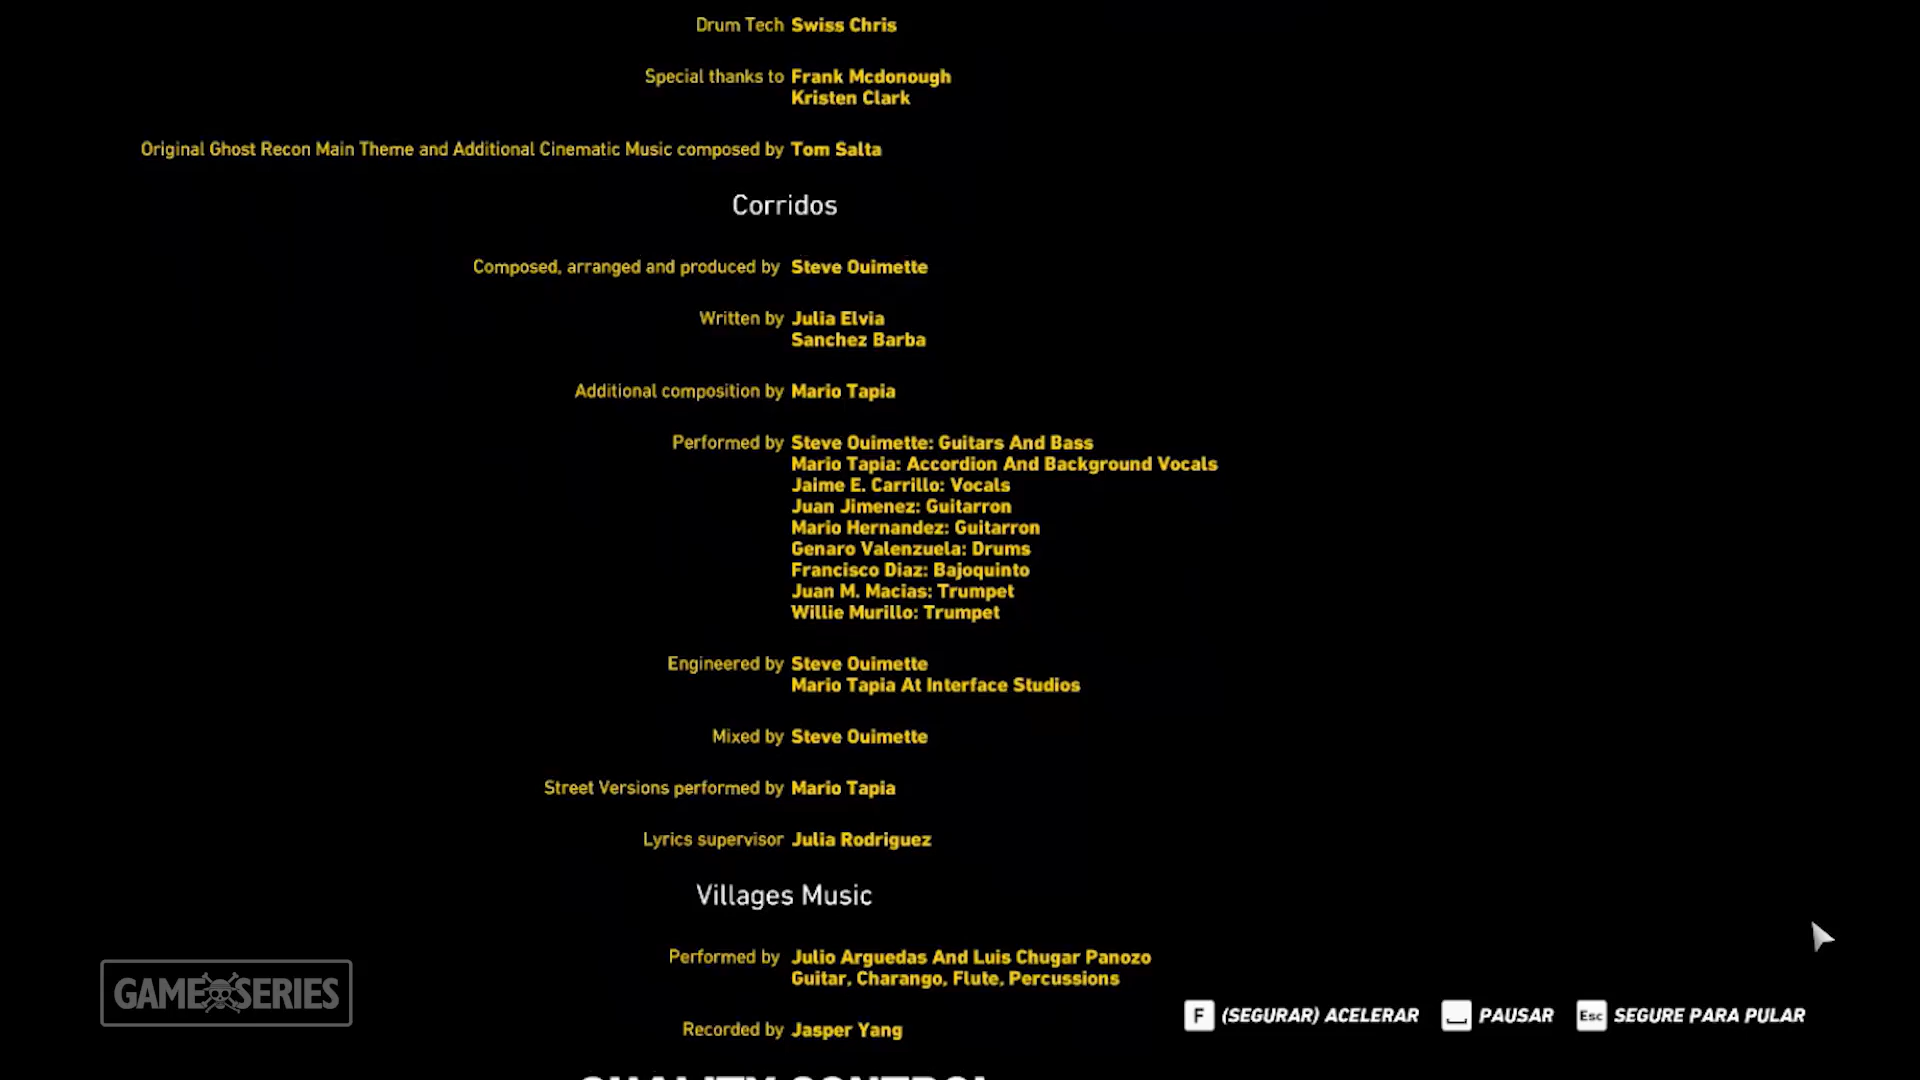 Drum Tech Swiss Chris
Special thanks to Frank Mcdonough
Kristen Clark
Original Ghost Recon Main Theme and Additional Cinematic Music composed by Tom Salta
Corridos
Composed, arranged and produced by Steve Ouimette
Written by Julia Elvia
Sanchez Barba
Additional composition by Mario Tapia
Performed by Steve Ouimette: Guitars And Bass
Mario Tapia: Accordion And Background Vocals
Jaime E. Carrillo: Vocals
Juan Jimenez: Guitarron
Mario Hernandez: Guitarron
Genaro Valenzuela: Drums
Francisco Diaz: Bajoquinto
Juan M. Macias: Trumpet
Willie Murillo: Trumpet
Engineered by Steve Ouimette
Mario Tapia At Interface Studios
Mixed by Steve Ouimette
Street Versions performed by Mario Tapia
Lyrics supervisor Julia Rodriguez
Villages Music
Performed by Julio Arguedas And Luis Chugar Panozo
Guitar, Charango, Flute, Percussions
Recorded by Jasper Yang
GAME SERIES
F (SEGURAR) ACELERAR PAUSAR Esc SEGURE PARA PULAR
QUALITY CONTROL